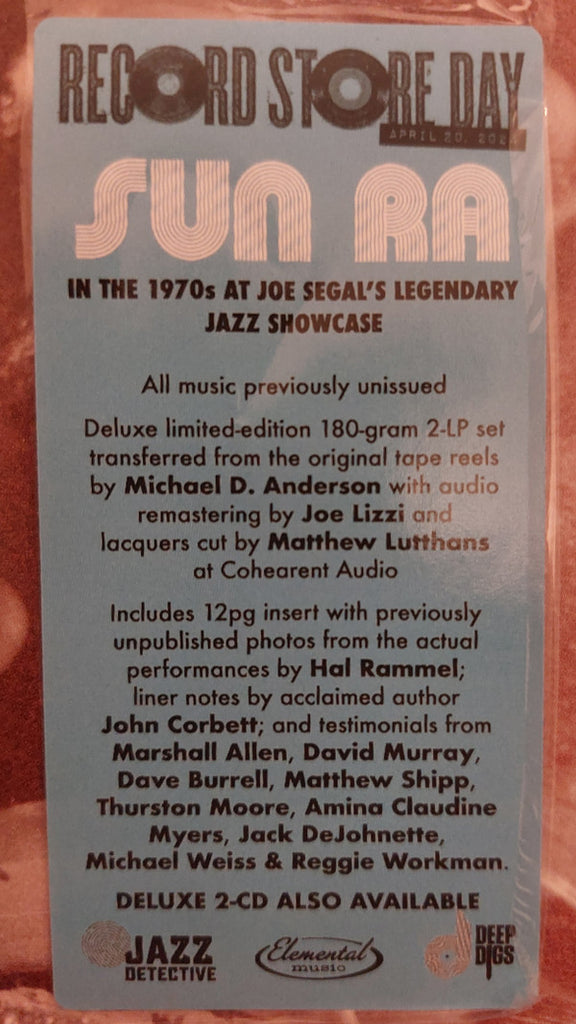 RECORD STORE DAY
APRIL 20, 2024
SUN RA
IN THE 1970s AT JOE SEGAL'S LEGENDARY
JAZZ SHOWCASE
All music previously unissued
Deluxe limited-edition 180-gram 2-LP set
transferred from the original tape reels
by Michael D. Anderson with audio
remastering by Joe Lizzi and
lacquers cut by Matthew Lutthans
at Cohearent Audio
Includes 12pg insert with previously
unpublished photos from the actual
performances by Hal Rammel;
liner notes by acclaimed author
John Corbett; and testimonials from
Marshall Allen, David Murray,
Dave Burrell, Matthew Shipp,
Thurston Moore, Amina Claudine
Myers, Jack DeJohnette,
Michael Weiss & Reggie Workman.
DELUXE 2-CD ALSO AVAILABLE
JAZZ
DETECTIVE
Elemental
music
DEEP
DIGS